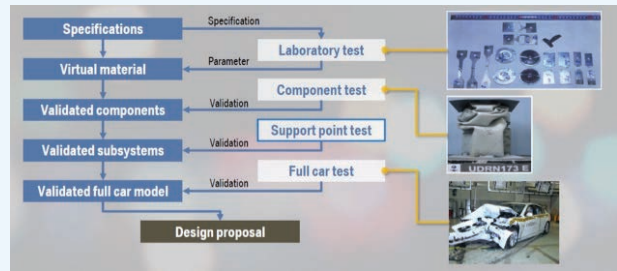 Specifications
Specification
Laboratory test
Virtual material
Parameter
Component test
Validated components
Validation
Support point test
Validated subsystems
Validation
Full car test
Validated full car model
Validation
Design proposal
UDRN173 E